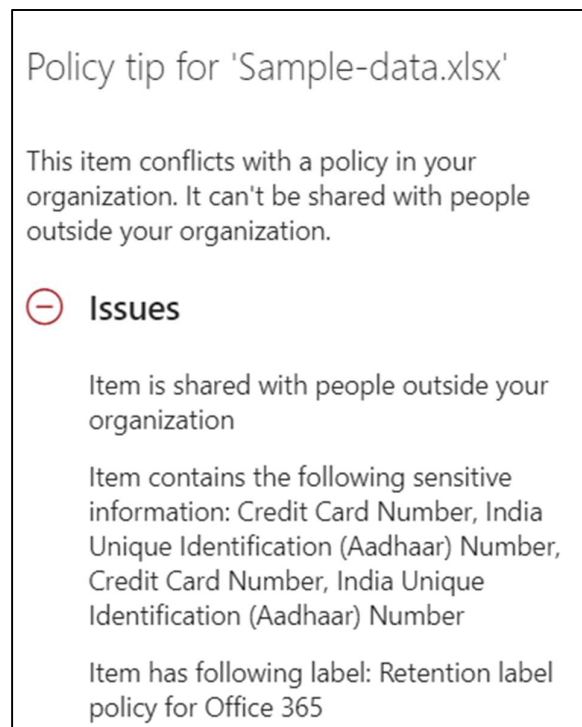 Policy tip for 'Sample-data.xlsx'
This item conflicts with a policy in your
organization. It can't be shared with people
outside your organization.
Issues
Item is shared with people outside your
organization
Item contains the following sensitive
information: Credit Card Number, India
Unique Identification (Aadhaar) Number,
Credit Card Number, India Unique
Identification (Aadhaar) Number
Item has following label: Retention label
policy for Office 365